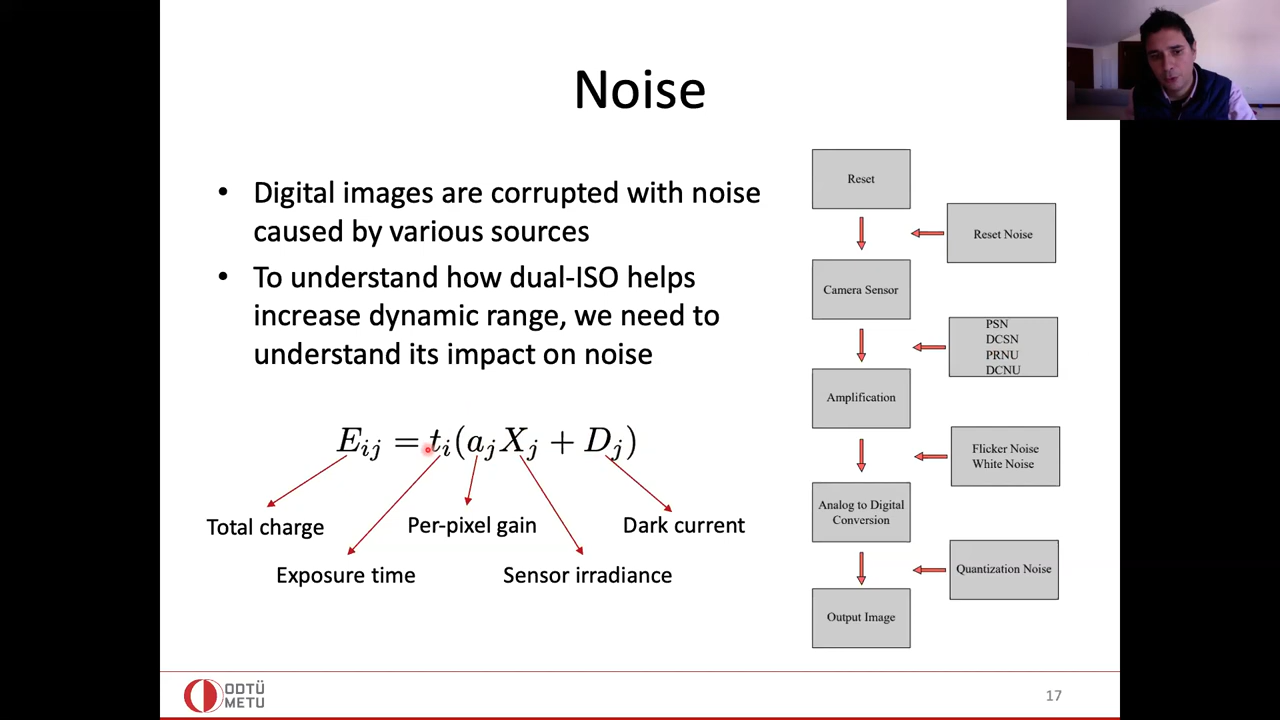 Noise
• Digital images are corrupted with noise
caused by various sources
• To understand how dual-ISO helps
increase dynamic range, we need to
understand its impact on noise
E_{ij} = t_i(a_jX_j + D_j)
Total charge
Per-pixel gain
Dark current
Exposure time
Sensor irradiance
Reset
Reset Noise
Camera Sensor
PSN
DCSN
PRNU
DCNU
Amplification
Flicker Noise
White Noise
Analog to Digital
Conversion
Quantization Noise
Output Image
ODTÜ
METU
17